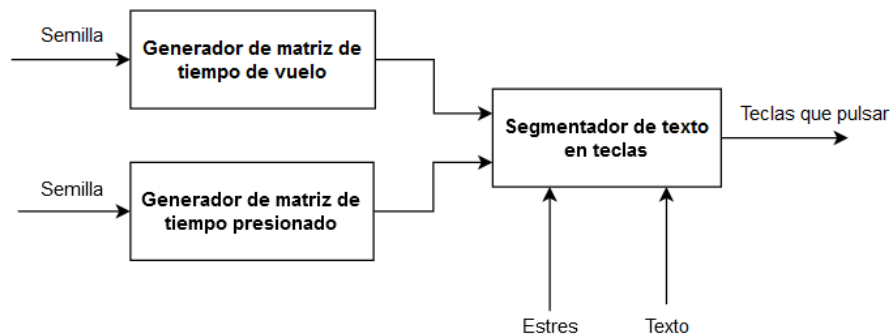 Semilla
Generador de matriz de
tiempo de vuelo
Semilla
Generador de matriz de
tiempo presionado
Segmentador de texto
en teclas
Teclas que pulsar
Estres
Texto